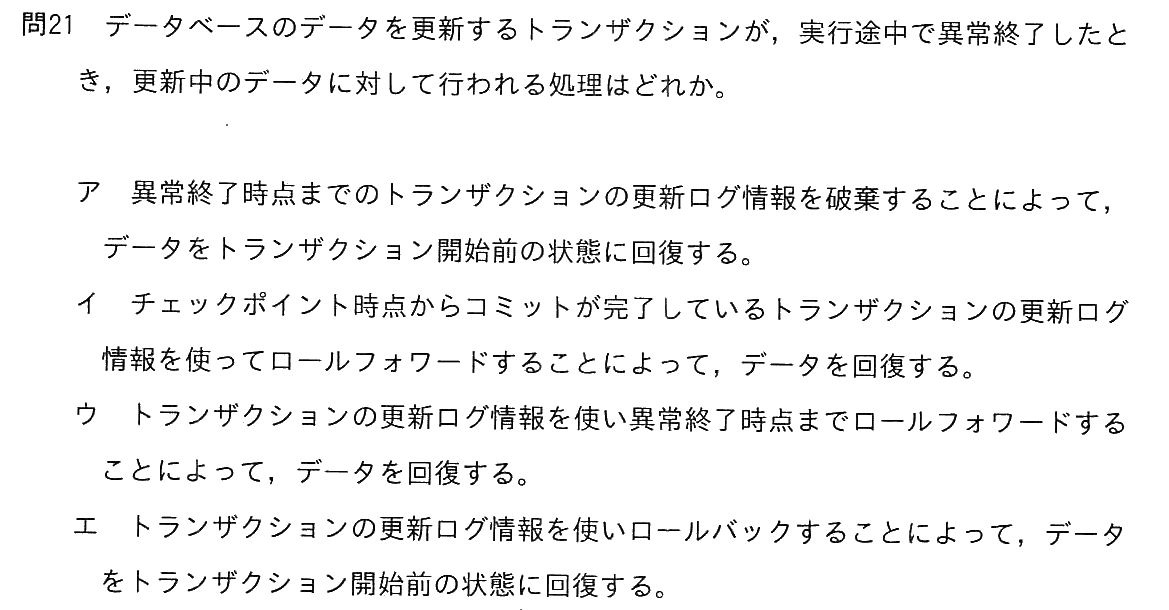 問21 データベースのデータを更新するトランザクションが，実行途中で異常終了したと
き，更新中のデータに対して行われる処理はどれか。
ア 異常終了時点までのトランザクションの更新ログ情報を破棄することによって，
データをトランザクション開始前の状態に回復する。
イ チェックポイント時点からコミットが完了しているトランザクションの更新ログ
情報を使ってロールフォワードすることによって，データを回復する。
ウ トランザクションの更新ログ情報を使い異常終了時点までロールフォワードする
ことによって，データを回復する。
エ トランザクションの更新ログ情報を使いロールバックすることによって，データ
をトランザクション開始前の状態に回復する。